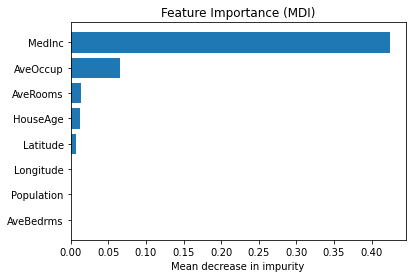 Feature Importance (MDI)
MedInc
AveOccup
AveRooms
HouseAge
Latitude
Longitude
Population
AveBedrms
0.00 0.05 0.10 0.15 0.20 0.25 0.30 0.35 0.40
Mean decrease in impurity